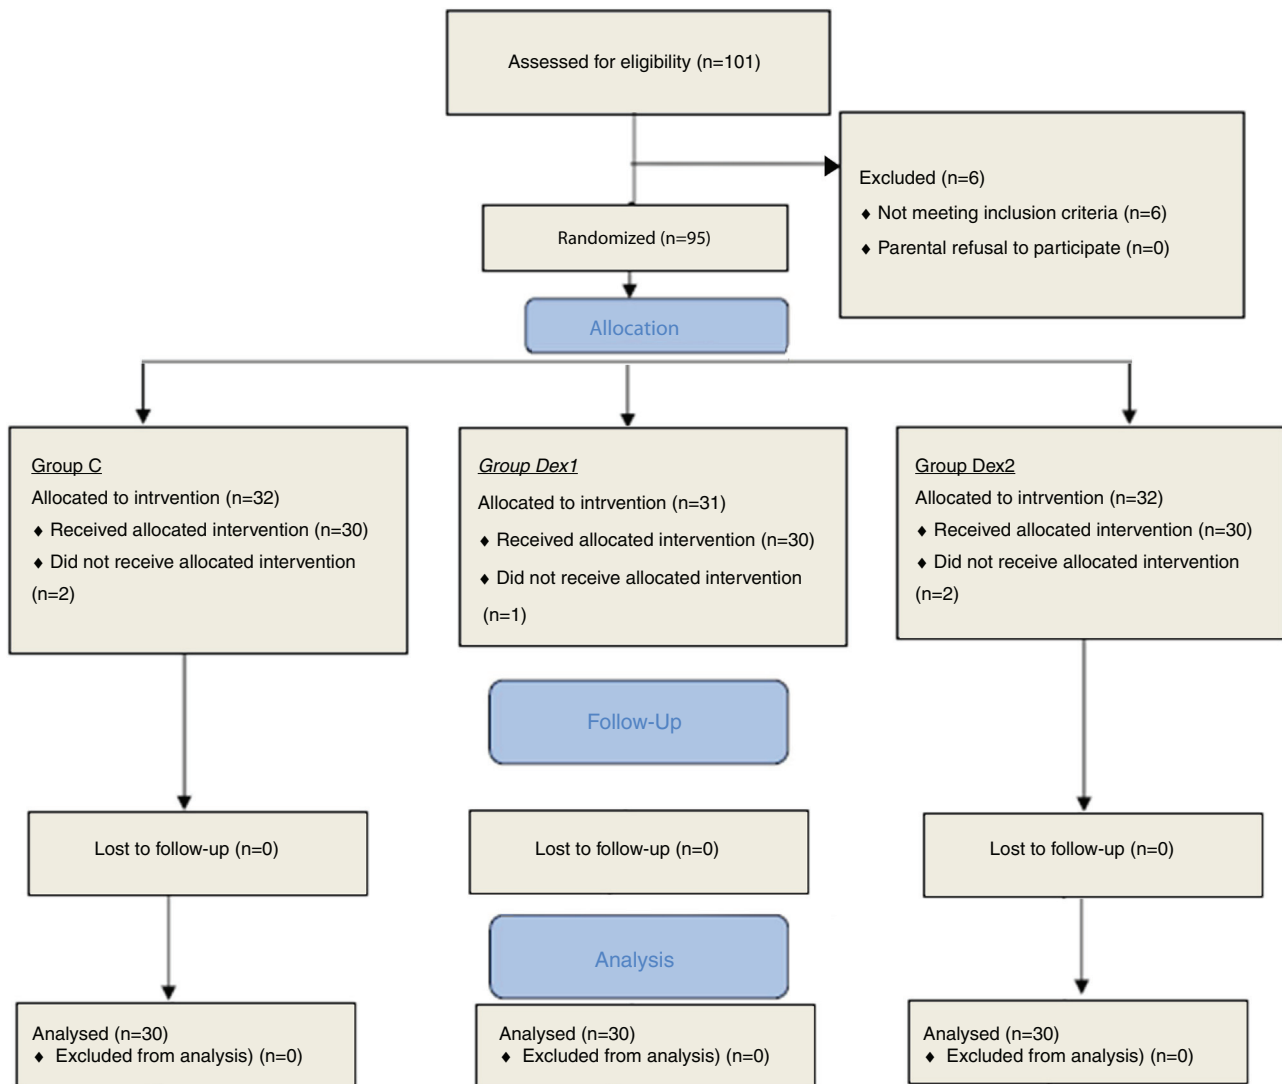 Assessed for eligibility (n=101)
Excluded (n=6)
♦ Not meeting inclusion criteria (n=6)
♦ Parental refusal to participate (n=0)
Randomized (n=95)
Allocation
Group C
Allocated to intrvention (n=32)
♦ Received allocated intervention (n=30)
♦ Did not receive allocated intervention
(n=2)
Group Dex1
Allocated to intrvention (n=31)
♦ Received allocated intervention (n=30)
♦ Did not receive allocated intervention
(n=1)
Group Dex2
Allocated to intrvention (n=32)
♦ Received allocated intervention (n=30)
♦ Did not receive allocated intervention
(n=2)
Follow-Up
Lost to follow-up (n=0)
Lost to follow-up (n=0)
Lost to follow-up (n=0)
Analysis
Analysed (n=30)
♦ Excluded from analysis) (n=0)
Analysed (n=30)
♦ Excluded from analysis) (n=0)
Analysed (n=30)
♦ Excluded from analysis) (n=0)